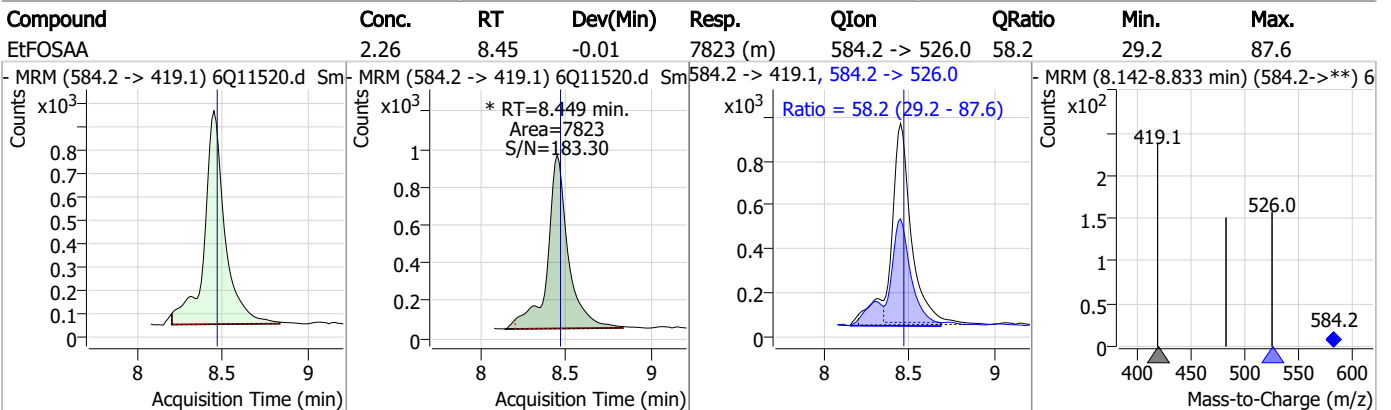 Compound Conc. RT Dev(Min) Resp. QIon QRatio Min. Max.
EtFOSAA 2.26 8.45 -0.01 7823 (m) 584.2 -> 526.0 58.2 29.2 87.6
- MRM (584.2 -> 419.1) 6Q11520.d Sm
Counts
x10³
0.8
0.7
0.6
0.5
0.4
0.3
0.2
0.1
0
8 8.5 9
Acquisition Time (min)
- MRM (584.2 -> 419.1) 6Q11520.d Sm
Counts
x10³
* RT=8.449 min.
Area=7823
S/N=183.30
1
0.8
0.6
0.4
0.2
0
8 8.5 9
Acquisition Time (min)
584.2 -> 419.1, 584.2 -> 526.0
Counts
x10³
Ratio = 58.2 (29.2 - 87.6)
0.8
0.6
0.4
0.2
0
8 8.5 9
Acquisition Time (min)
- MRM (8.142-8.833 min) (584.2->**) 6
Counts
x10²
419.1
526.0
584.2
2
1.5
1
0.5
0
400 450 500 550 600
Mass-to-Charge (m/z)